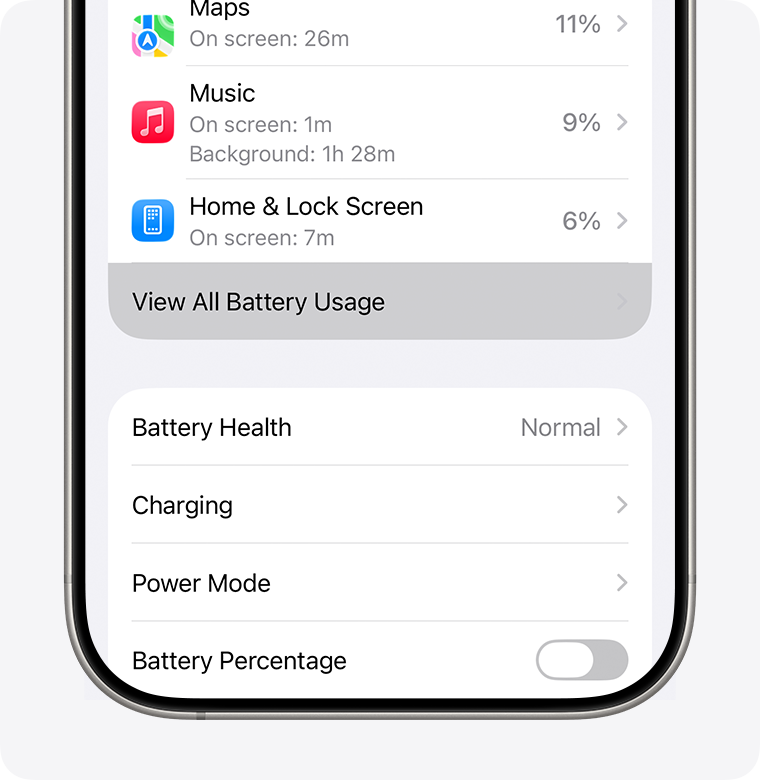 Maps
11%
On screen: 26m
Music
On screen: 1m
9%
Background: 1h 28m
Home & Lock Screen
6%
On screen: 7m
View All Battery Usage
Battery Health
Normal
Charging
Power Mode
Battery Percentage